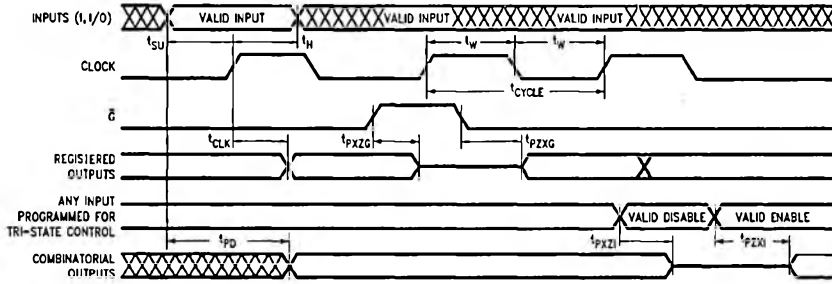 INPUTS (1, I/O)
VALID INPUT
VALID INPUT
VALID INPUT
tSU
tH
tW
tW
CLOCK
tCYCLE
G̅
tCLK
tPXZG
tPZXG
REGISTERED
OUTPUTS
ANY INPUT
PROGRAMMED FOR
TRI-STATE CONTROL
VALID DISABLE
VALID ENABLE
tPD
tPXZI
tPZXI
COMBINATORIAL
OUTPUTS